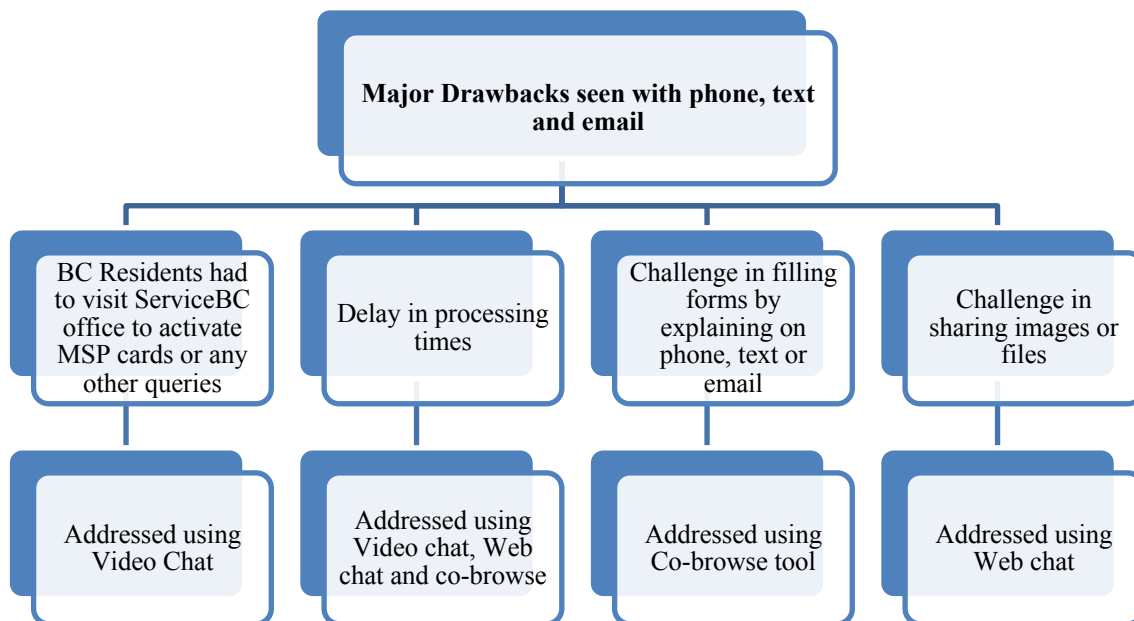 Major Drawbacks seen with phone, text
and email
BC Residents had
to visit ServiceBC
office to activate
MSP cards or any
other queries
Delay in processing
times
Challenge in filling
forms by
explaining on
phone, text or
email
Challenge in
sharing images or
files
Addressed using
Video Chat
Addressed using
Video chat, Web
chat and co-browse
Addressed using
Co-browse tool
Addressed using
Web chat